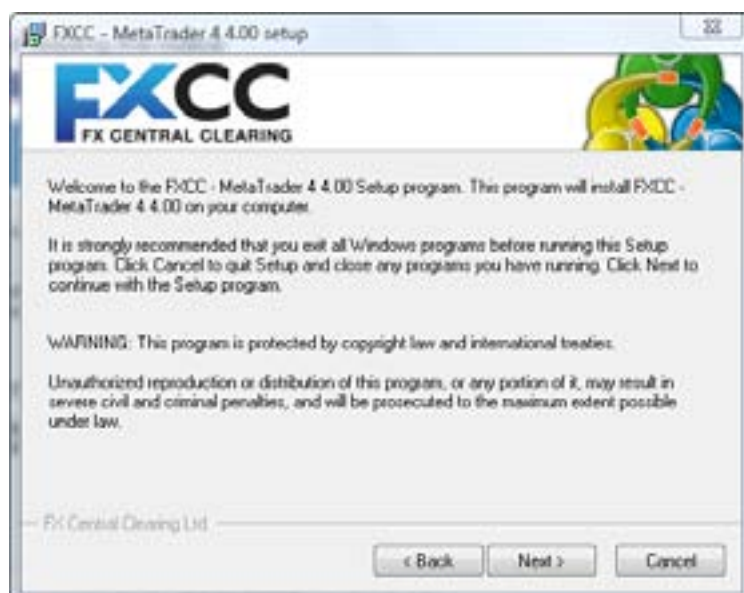 FXCC - MetaTrader 4 4.00 setup
FXCC
FX CENTRAL CLEARING
Welcome to the FXCC - MetaTrader 4 4.00 Setup program. This program will install FXCC -
MetaTrader 4 4.00 on your computer.
It is strongly recommended that you exit all Windows programs before running this Setup
program. Click Cancel to quit Setup and close any programs you have running. Click Next to
continue with the Setup program.
WARNING: This program is protected by copyright law and international treaties.
Unauthorized reproduction or distribution of this program, or any portion of it, may result in
severe civil and criminal penalties, and will be prosecuted to the maximum extent possible
under law.
FX Central Clearing Ltd
< Back Next > Cancel